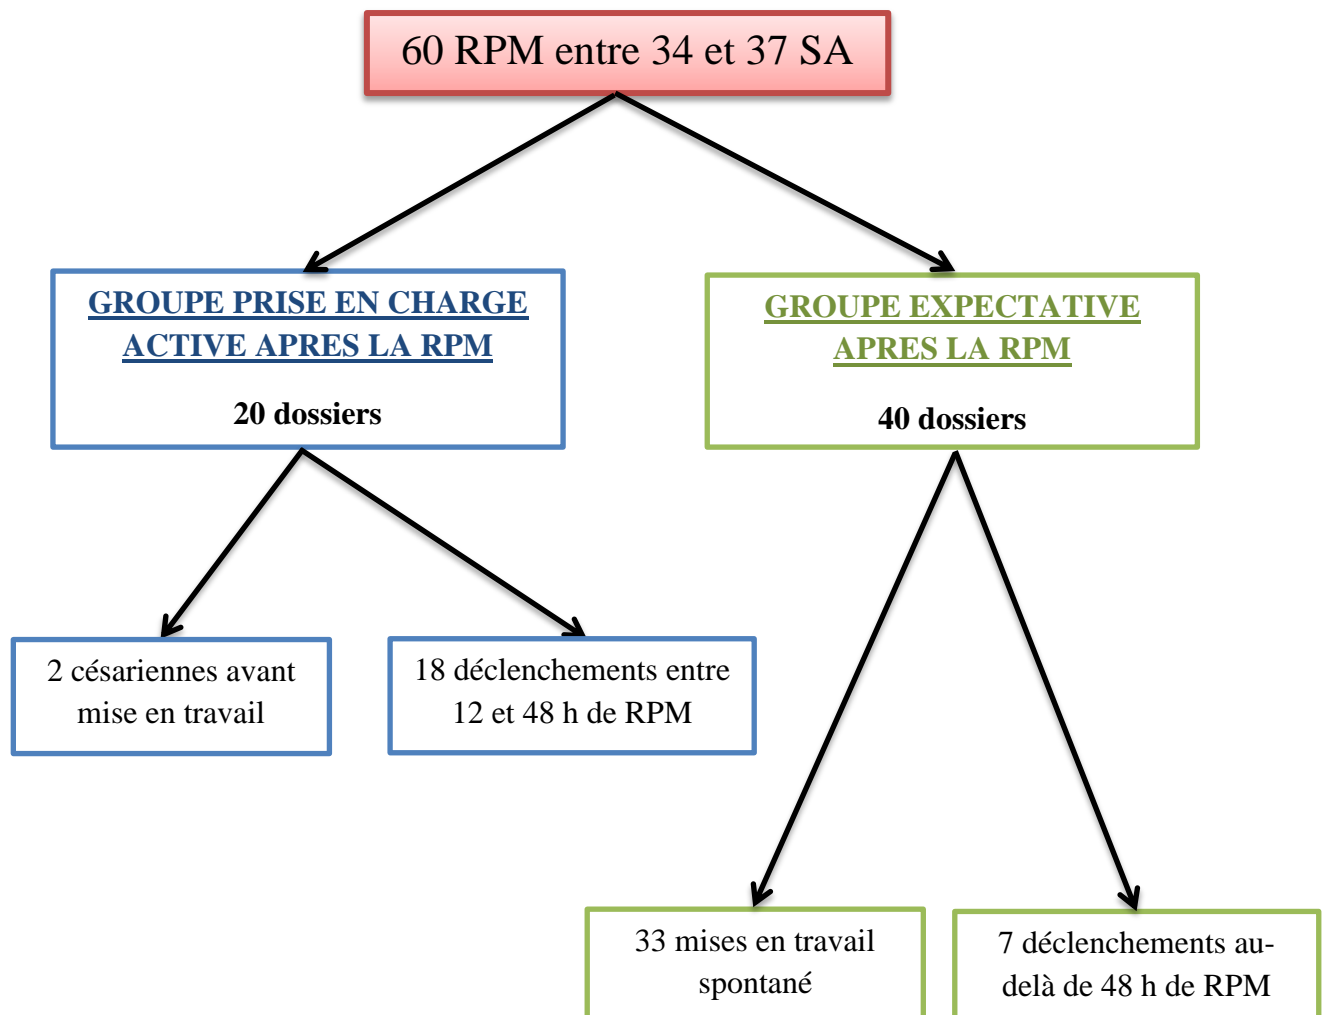 60 RPM entre 34 et 37 SA
GROUPE PRISE EN CHARGE
ACTIVE APRES LA RPM
20 dossiers
GROUPE EXPECTATIVE
APRES LA RPM
40 dossiers
2 césariennes avant
mise en travail
18 déclenchements entre
12 et 48 h de RPM
33 mises en travail
spontané
7 déclenchements au-
delà de 48 h de RPM